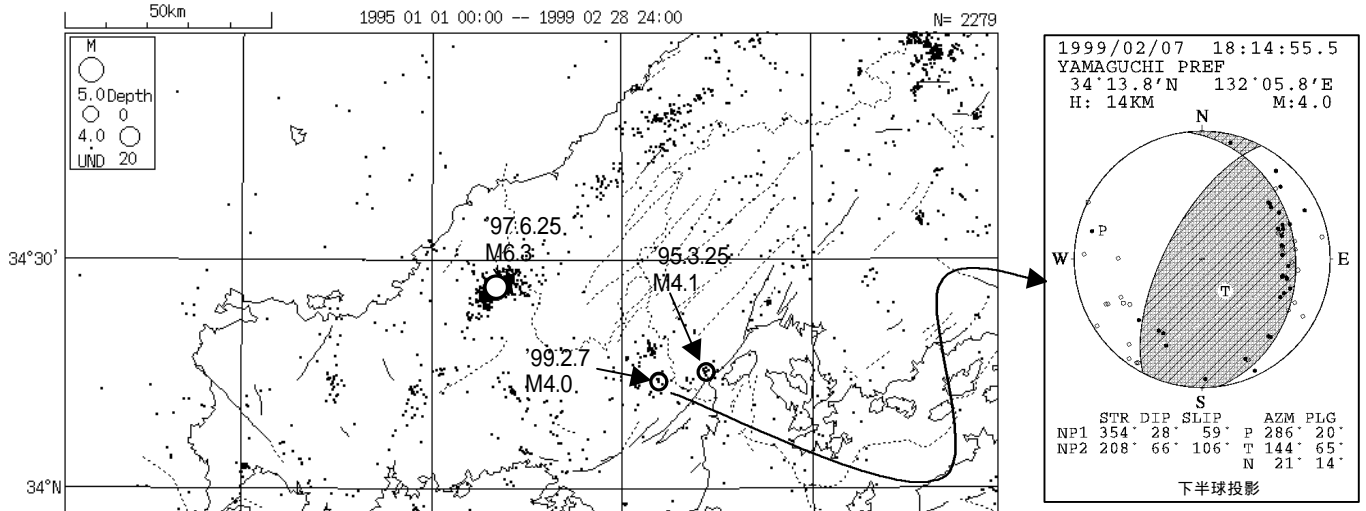 50km
1995 01 01 00:00 -- 1999 02 28 24:00
N= 2279
M
5.0 Depth
0
4.0
UND 20
97.6.25
M6.3
95.3.25
M4.1
99.2.7
M4.0
34°30'
34°N
1999/02/07 18:14:55.5
YAMAGUCHI PREF
34°13.8'N 132°05.8'E
H: 14KM M:4.0
N
P
W
E
T
S
STR DIP SLIP AZM PLG
NP1 354° 28° 59° P 286° 20°
NP2 208° 66° 106° T 144° 65°
N 21° 14°
下半球投影